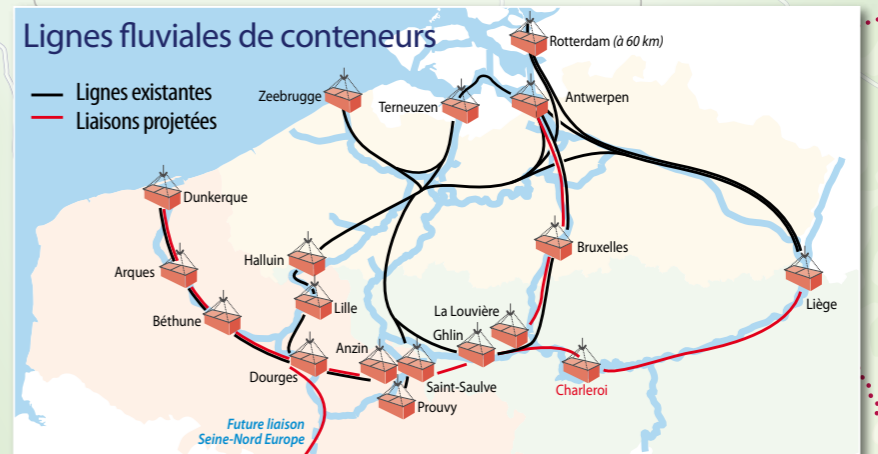 Lignes fluviales de conteneurs
Lignes existantes
Liaisons projetées
Rotterdam (à 60 km)
Zeebrugge
Terneuzen
Antwerpen
Dunkerque
Halluin
Bruxelles
Arques
Lille
La Louvière
Liège
Béthune
Ghlin
Anzin
Dourges
Saint-Saulve
Charleroi
Prouvy
Future liaison
Seine-Nord Europe